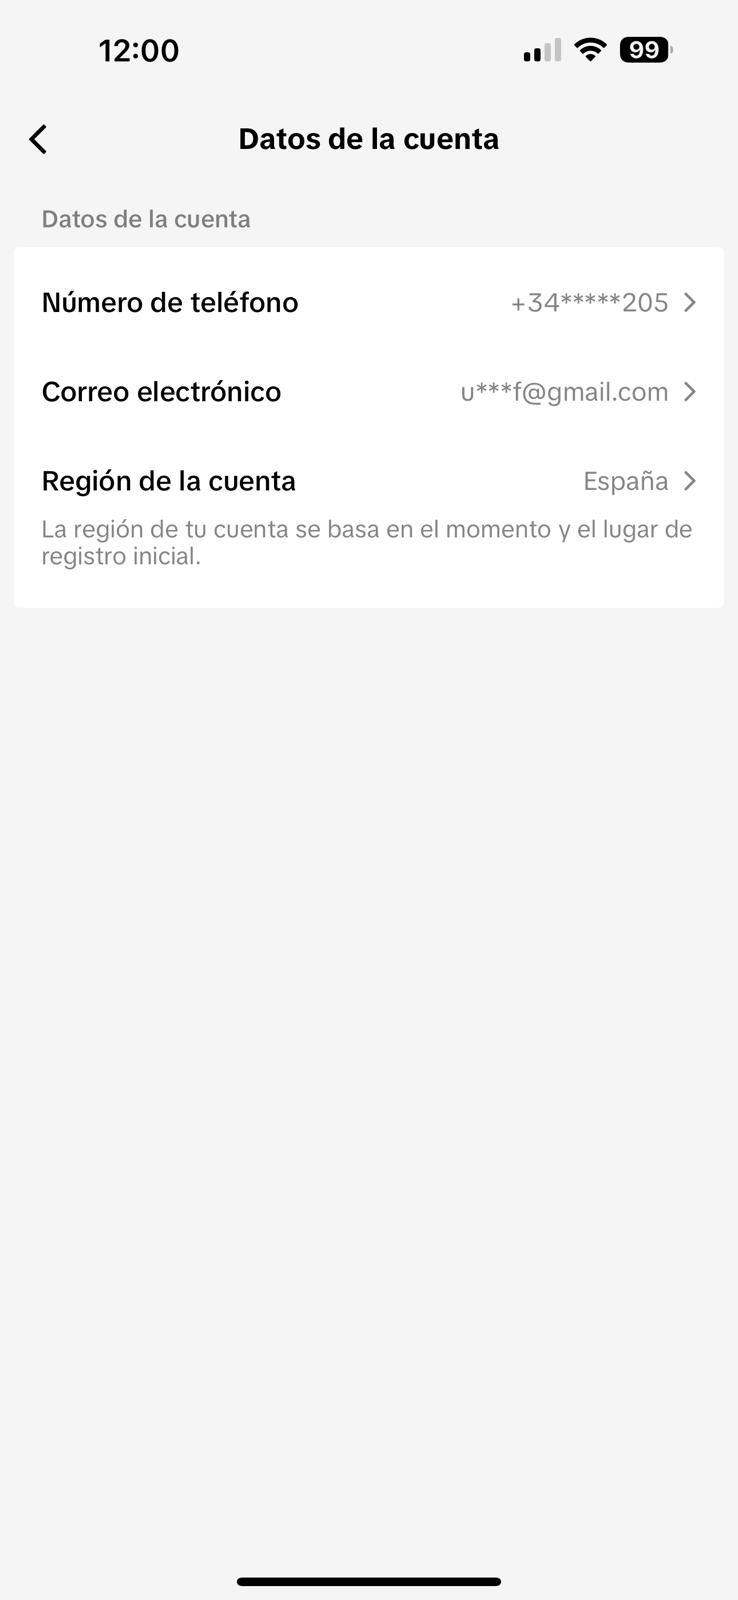 12:00
99
Datos de la cuenta
Datos de la cuenta
Número de teléfono +34*****205
Correo electrónico u***f@gmail.com
Región de la cuenta España
La región de tu cuenta se basa en el momento y el lugar de
registro inicial.